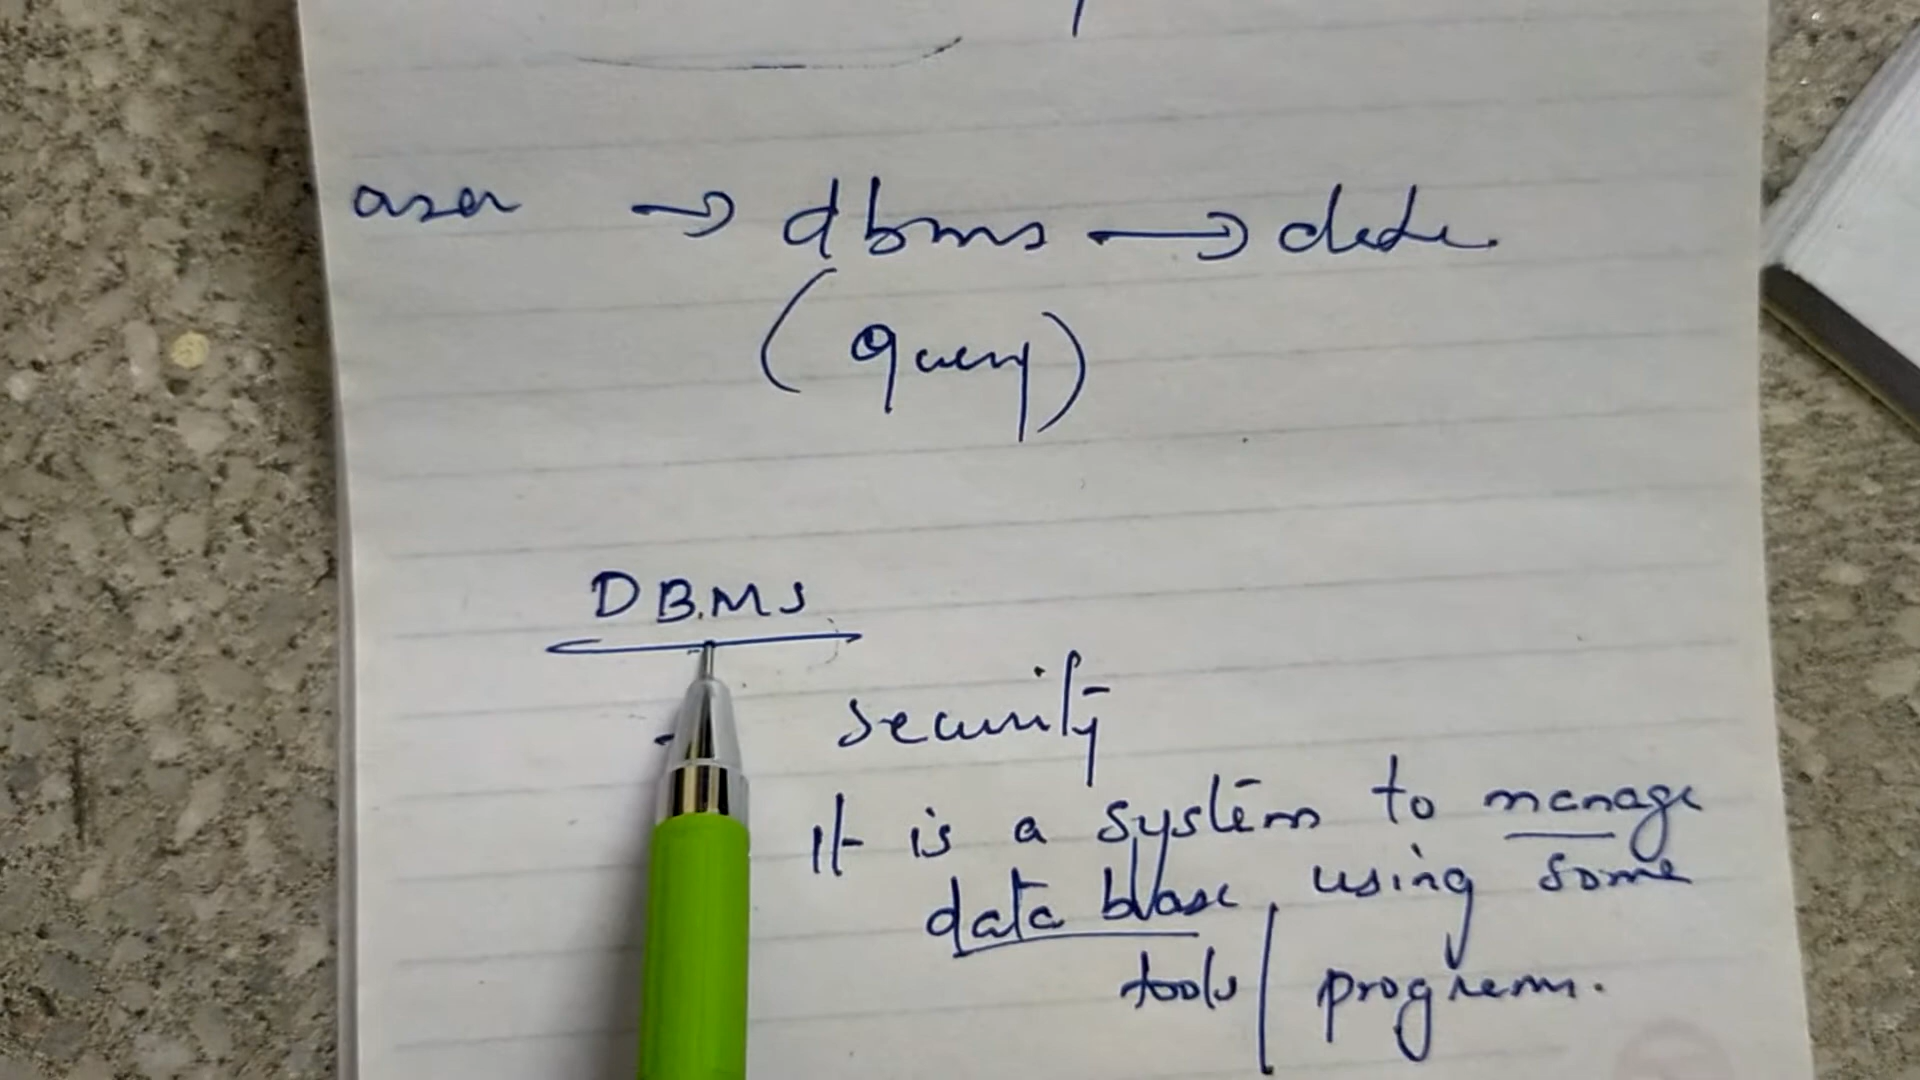 user → dbms → data
(query)
DBMS
security
It is a system to manage
data base, using some
tools / program.